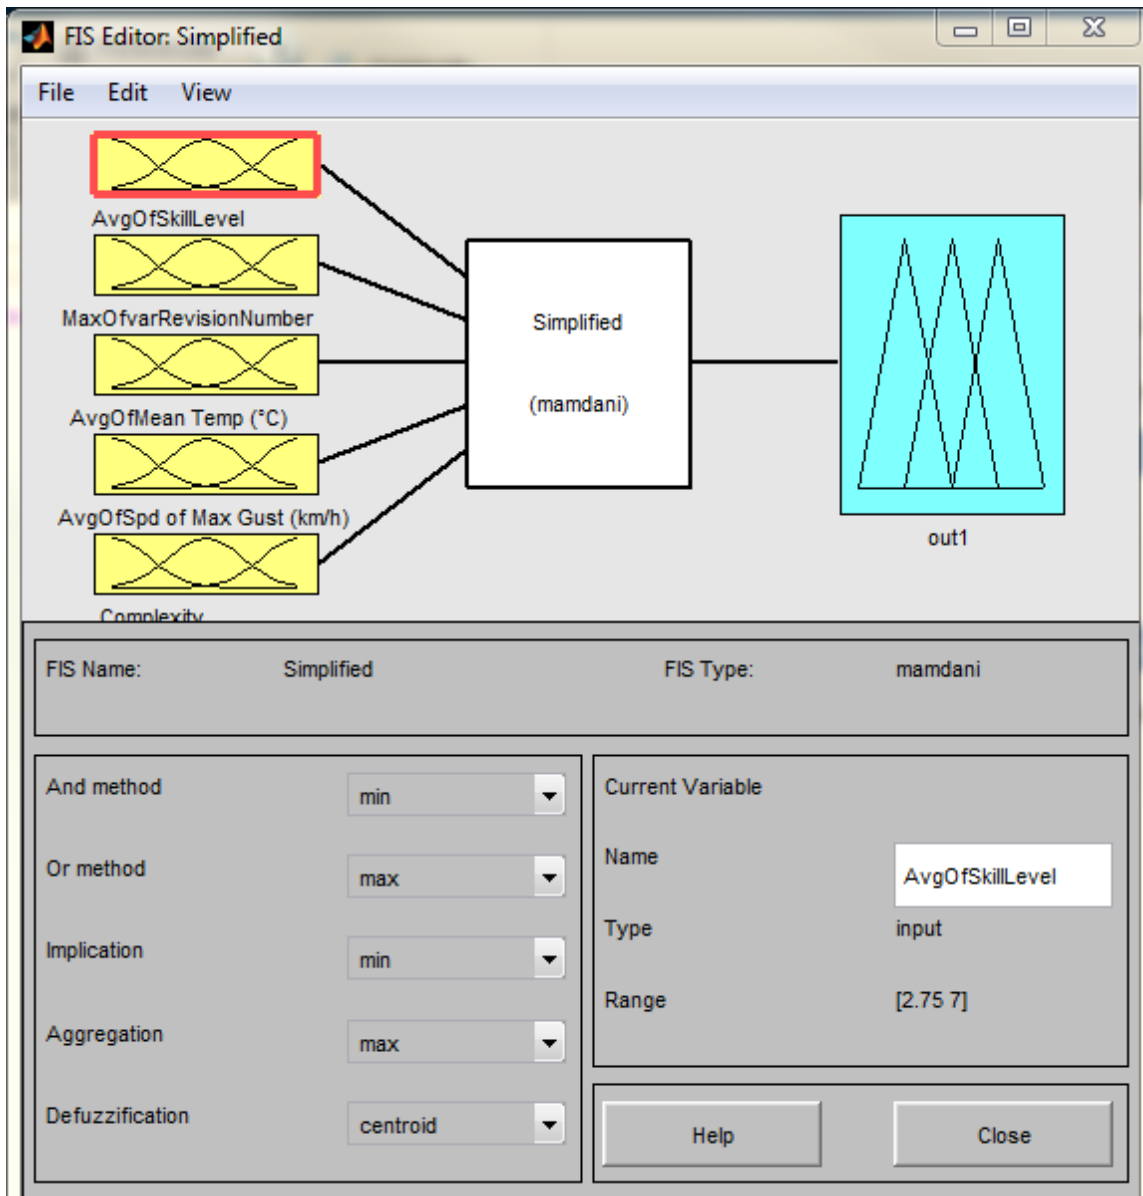 FIS Editor: Simplified
File Edit View
AvgOfSkillLevel
MaxOfvarRevisionNumber
AvgOfMean Temp (°C)
AvgOfSpd of Max Gust (km/h)
Complexity
Simplified
(mamdani)
out1
FIS Name: Simplified FIS Type: mamdani
And method min
Or method max
Implication min
Aggregation max
Defuzzification centroid
Current Variable
Name AvgOfSkillLevel
Type input
Range [2.75 7]
Help Close